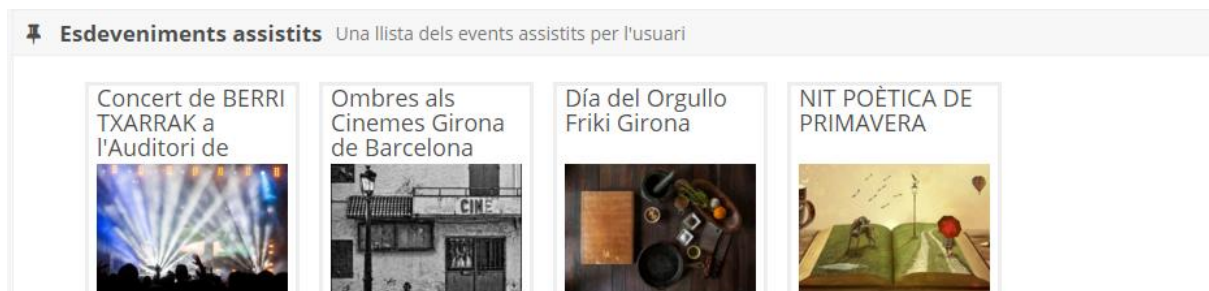 Esdeveniments assistits Una llista dels events assistits per l'usuari
Concert de BERRI
TXARRAK a
l'Auditori de
Ombres als
Cinemes Girona
de Barcelona
Día del Orgullo
Friki Girona
NIT POÈTICA DE
PRIMAVERA
CINE